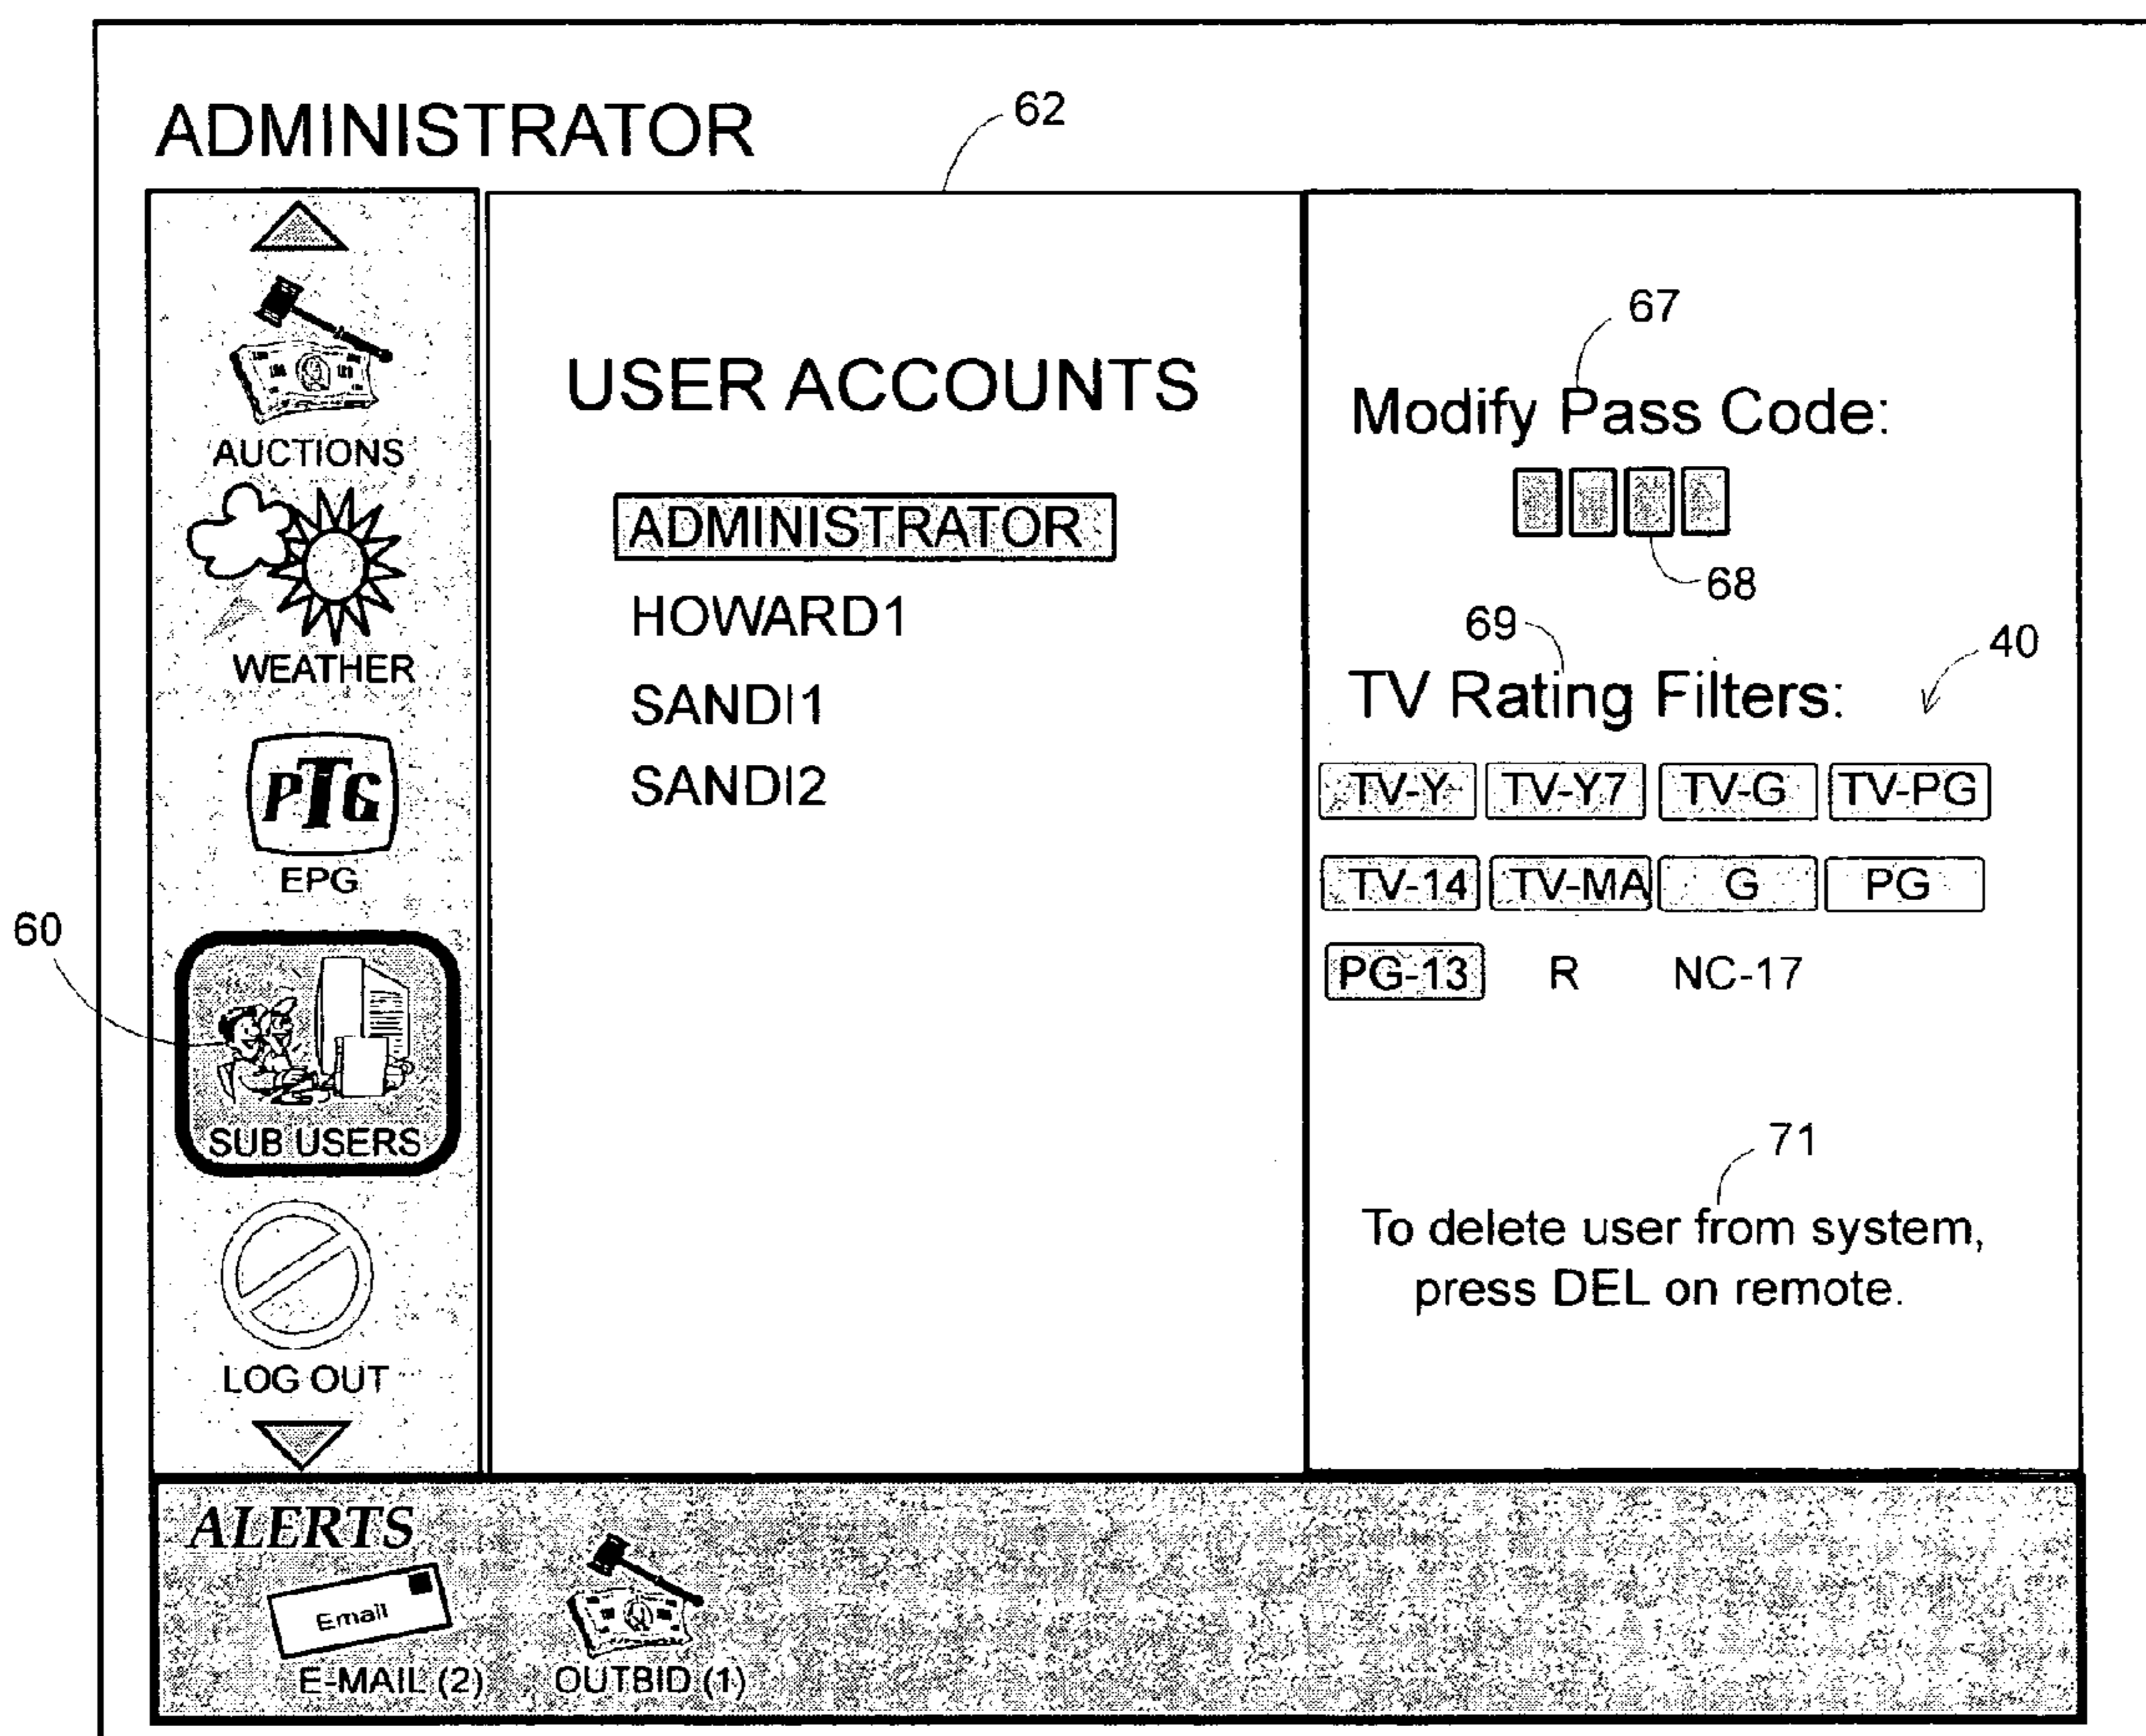 62
ADMINISTRATOR
AUCTIONS
WEATHER
PTG
EPG
60
SUB USERS
LOG OUT
USER ACCOUNTS
ADMINISTRATOR
HOWARD1
SANDI1
SANDI2
67
Modify Pass Code:
68
69
40
TV Rating Filters:
TV-Y TV-Y7 TV-G TV-PG
TV-14 TV-MA G PG
PG-13 R NC-17
71
To delete user from system,
press DEL on remote.
ALERTS
Email
E-MAIL (2) OUTBID (1)